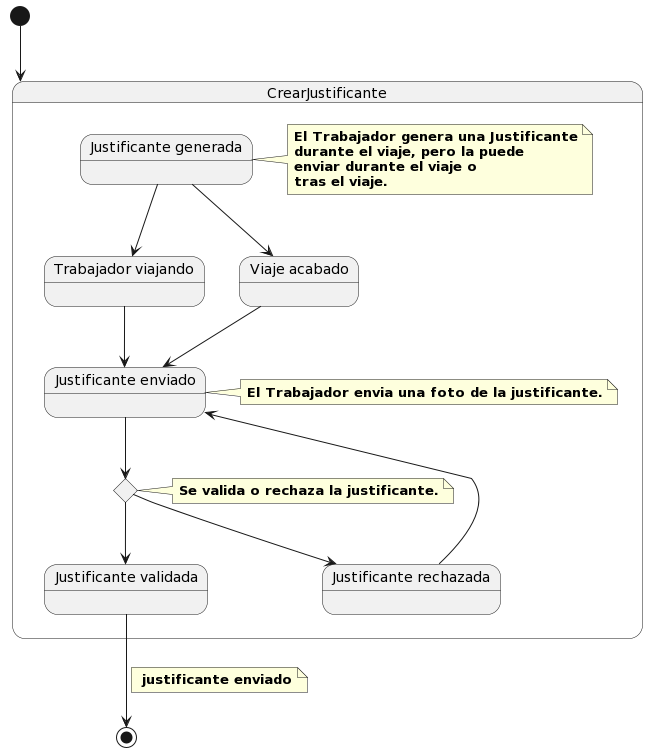 CrearJustificante
Justificante generada
El Trabajador genera una Justificante
durante el viaje, pero la puede
enviar durante el viaje o
tras el viaje.
Trabajador viajando
Viaje acabado
Justificante enviado
El Trabajador envia una foto de la justificante.
Se valida o rechaza la justificante.
Justificante validada
Justificante rechazada
justificante enviado